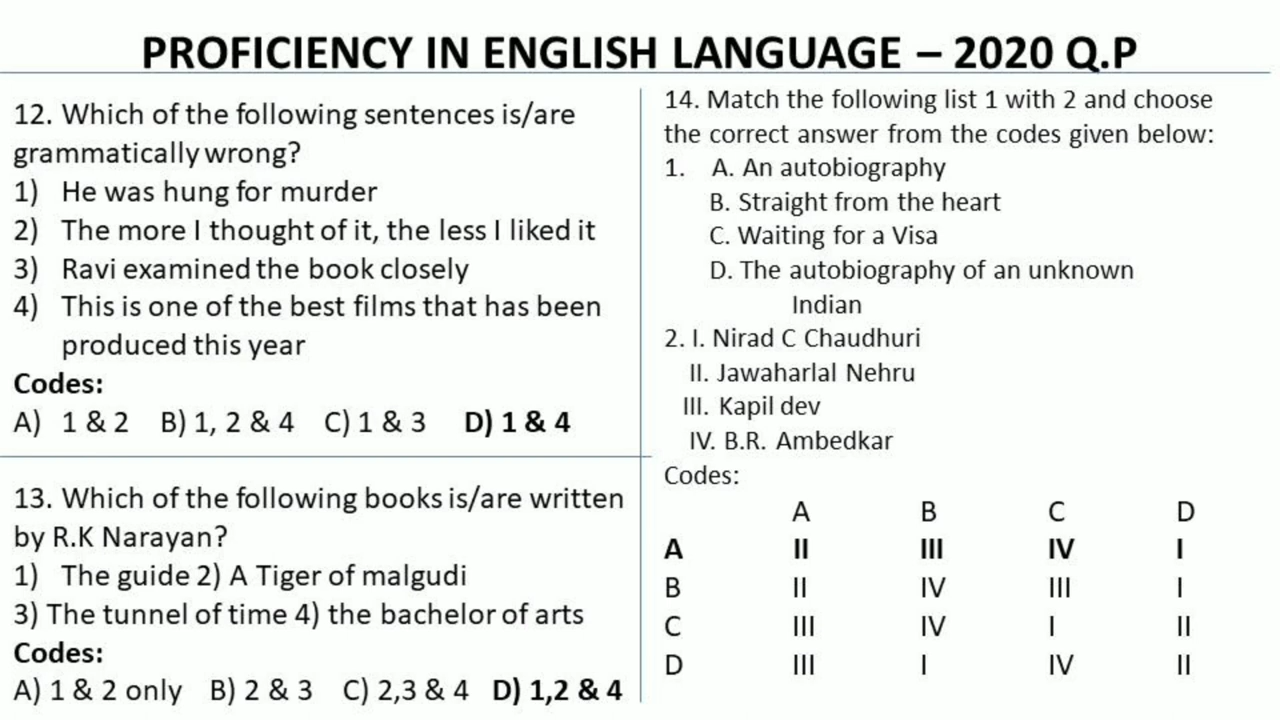 PROFICIENCY IN ENGLISH LANGUAGE – 2020 Q.P
12. Which of the following sentences is/are
grammatically wrong?
1) He was hung for murder
2) The more I thought of it, the less I liked it
3) Ravi examined the book closely
4) This is one of the best films that has been
produced this year
Codes:
A) 1 & 2 B) 1, 2 & 4 C) 1 & 3 D) 1 & 4
13. Which of the following books is/are written
by R.K Narayan?
1) The guide 2) A Tiger of malgudi
3) The tunnel of time 4) the bachelor of arts
Codes:
A) 1 & 2 only B) 2 & 3 C) 2,3 & 4 D) 1,2 & 4
14. Match the following list 1 with 2 and choose
the correct answer from the codes given below:
1. A. An autobiography
B. Straight from the heart
C. Waiting for a Visa
D. The autobiography of an unknown
Indian
2. I. Nirad C Chaudhuri
II. Jawaharlal Nehru
III. Kapil dev
IV. B.R. Ambedkar
Codes:
A B C D
A II III IV I
B II IV III I
C III IV I II
D III I IV II